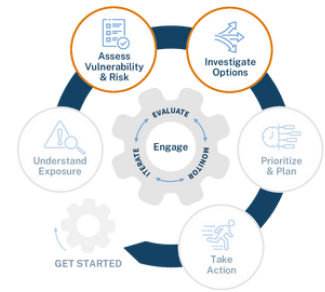 Assess
Vulnerability
& Risk
Investigate
Options
Understand
Exposure
EVALUATE
Engage
ITERATE
MONITOR
Prioritize
& Plan
GET STARTED
Take
Action